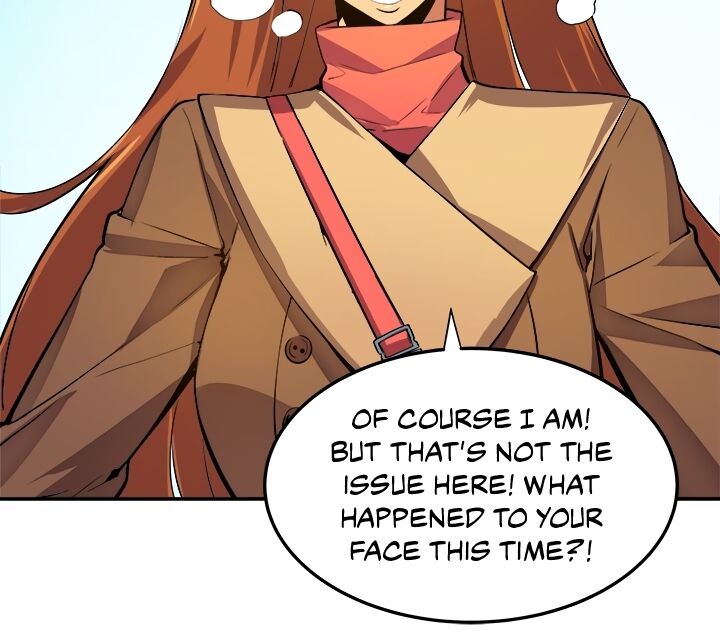 OF COURSE I AM!
BUT THAT'S NOT THE
ISSUE HERE! WHAT
HAPPENED TO YOUR
FACE THIS TIME?!